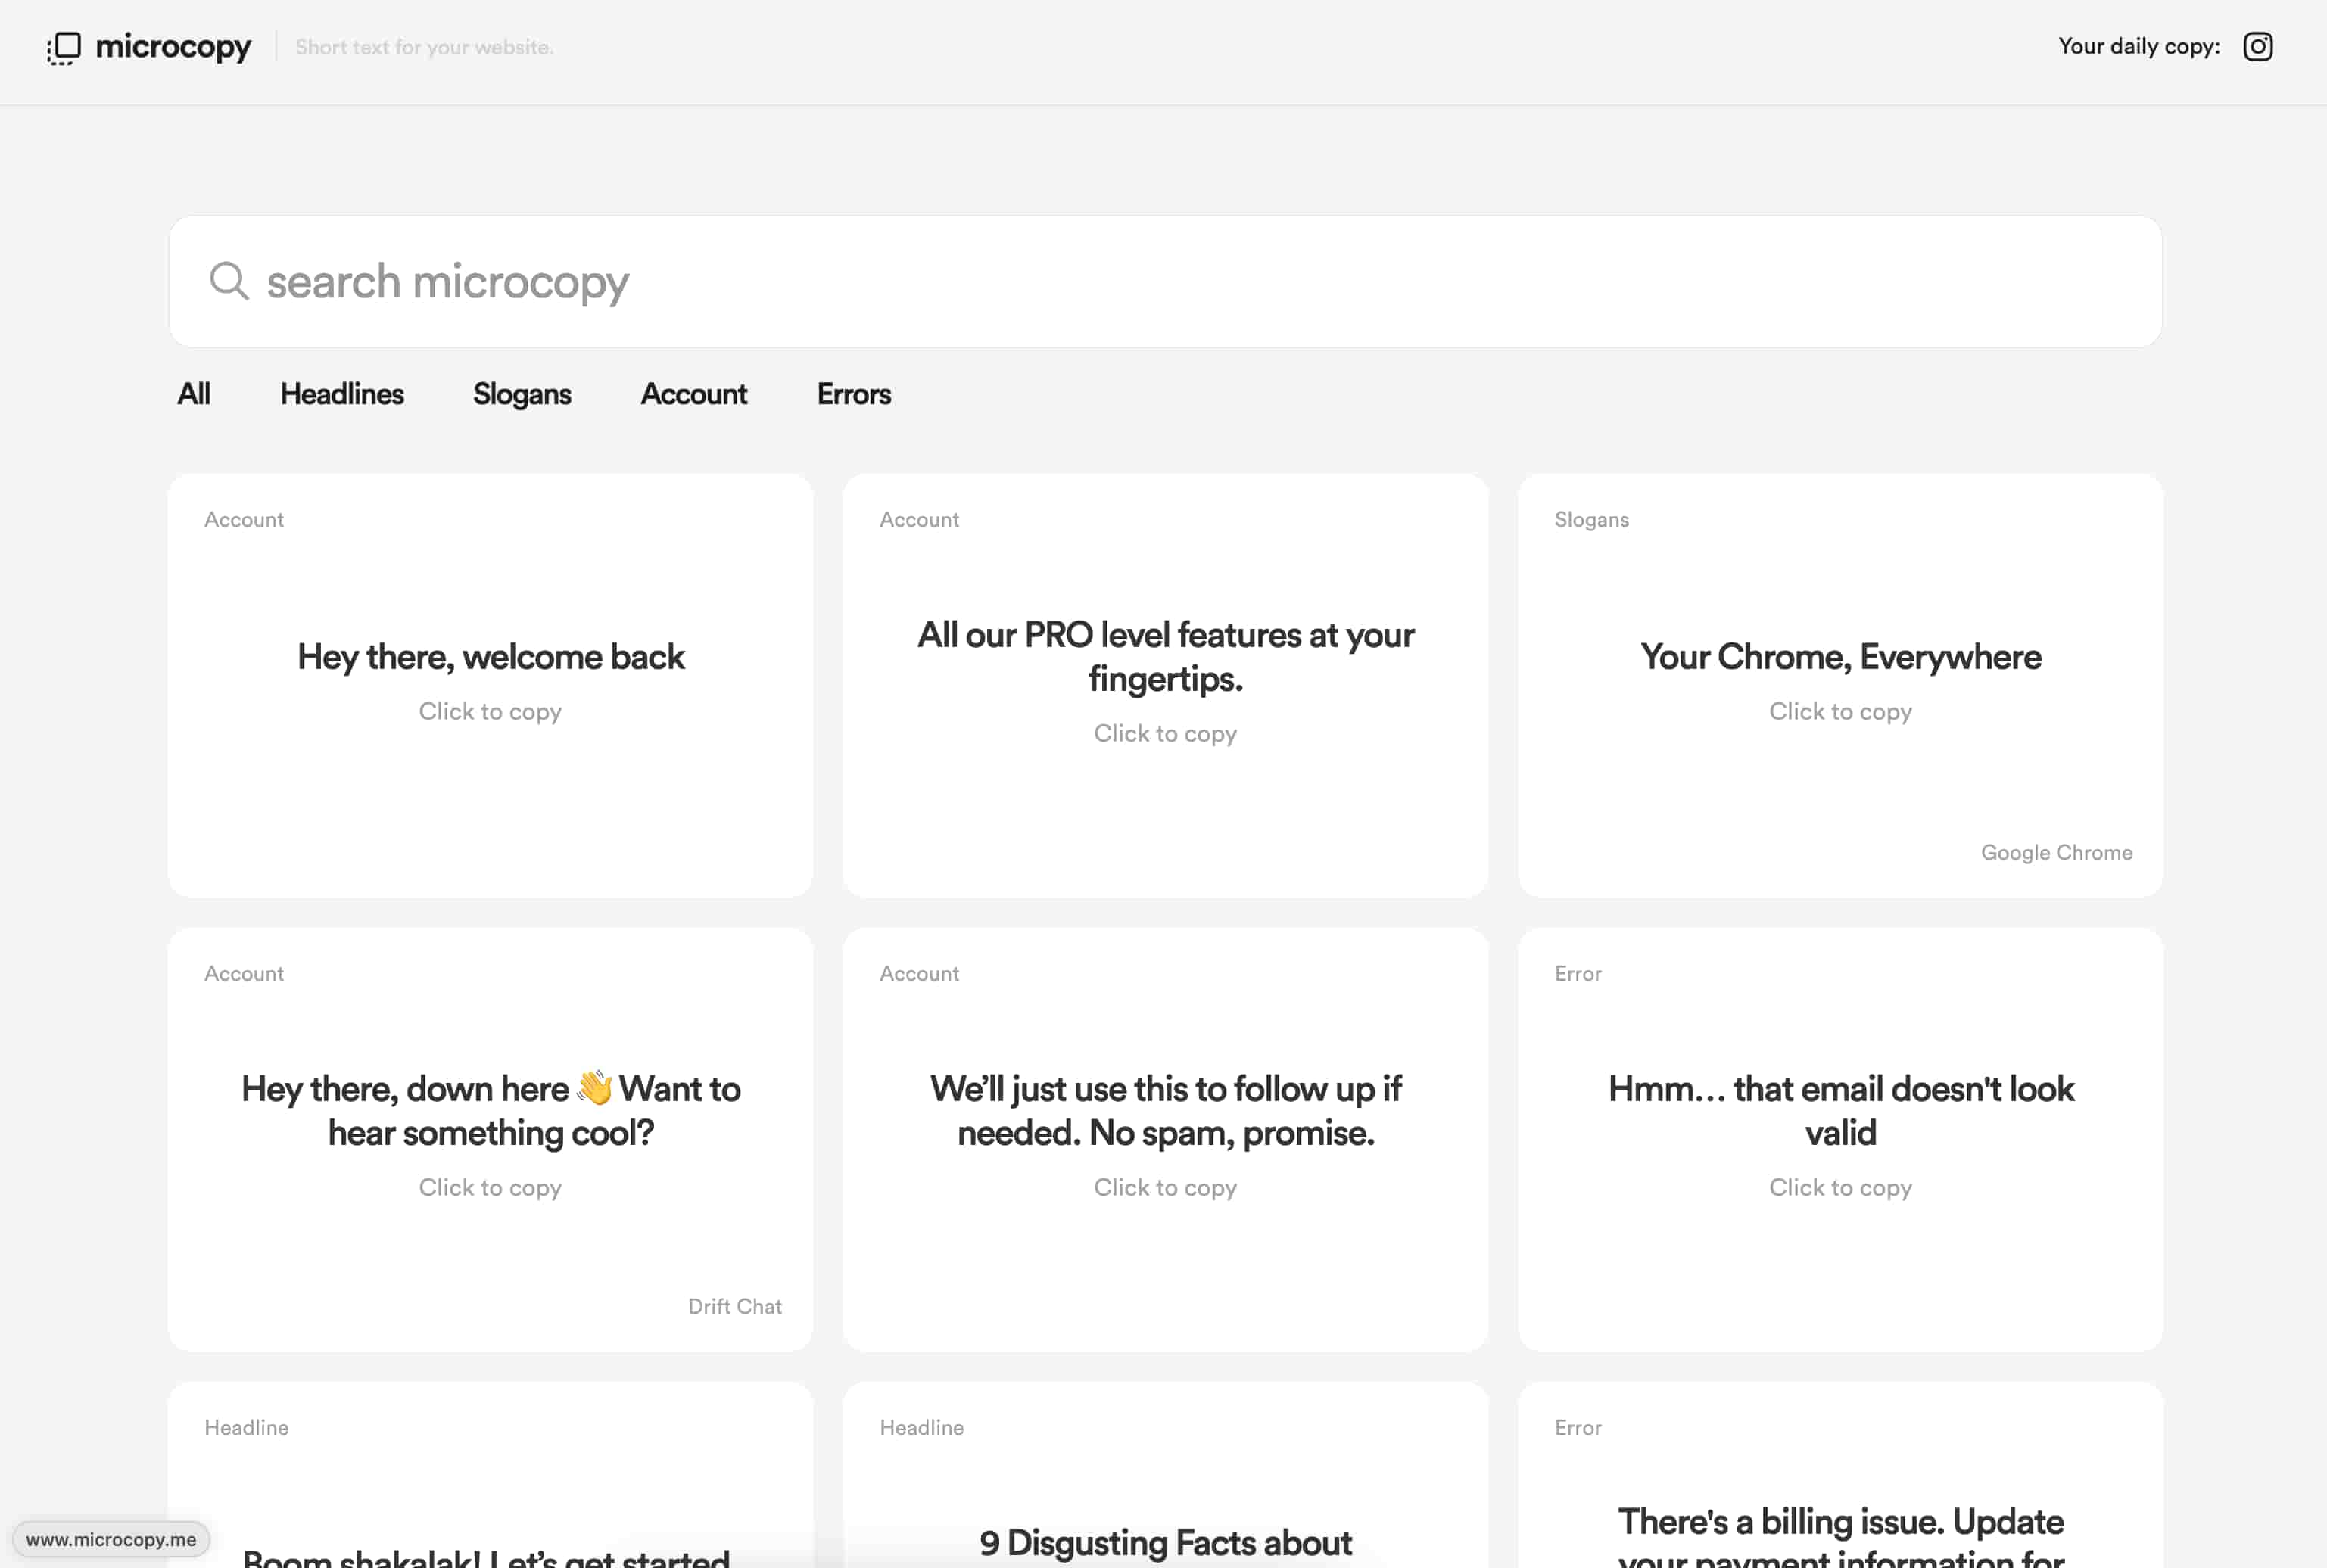 microcopy
Short text for your website.
Your daily copy:
search microcopy
All Headlines Slogans Account Errors
Account
Hey there, welcome back
Click to copy
Account
All our PRO level features at your
fingertips.
Click to copy
Slogans
Your Chrome, Everywhere
Click to copy
Google Chrome
Account
Hey there, down here 👋 Want to
hear something cool?
Click to copy
Drift Chat
Account
We’ll just use this to follow up if
needed. No spam, promise.
Click to copy
Error
Hmm… that email doesn't look
valid
Click to copy
Headline
Boom shakalak! Let’s get started
Headline
9 Disgusting Facts about
Error
There's a billing issue. Update
your payment information for
www.microcopy.me